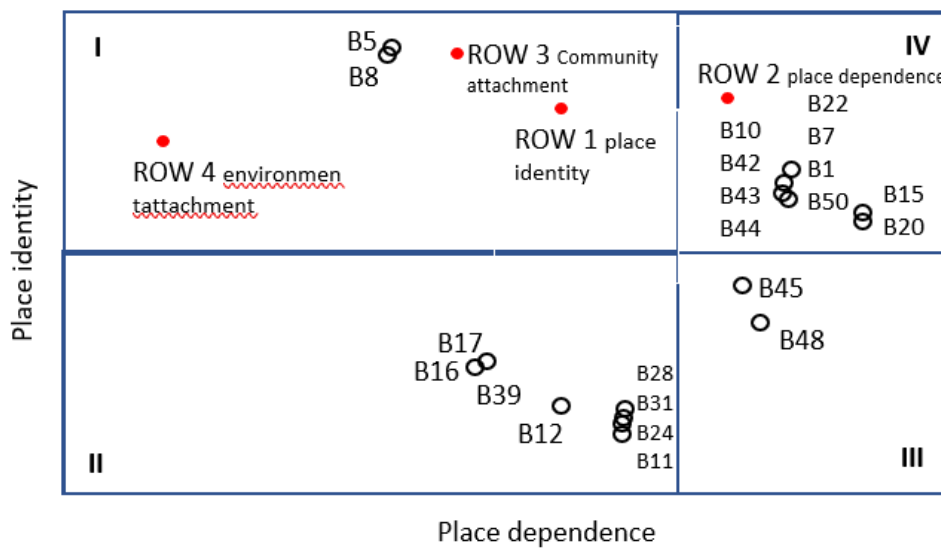 I
B5
B8
ROW 3 Community
attachment
ROW 1 place
identity
ROW 4 environmen
tattachment
IV
ROW 2 place dependence
B22
B10
B7
B42
B1
B43
B50
B44
B15
B20
Place identity
B45
B48
B17
B16
B39
B12
B28
B31
B24
B11
II
III
Place dependence